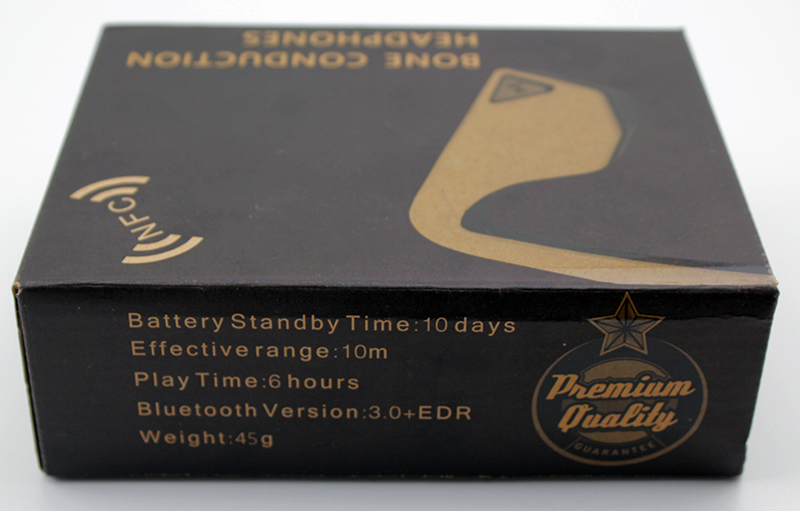 BONE CONDUCTION
HEADPHONES
NFC
Battery Standby Time:10 days
Effective range:10m
Play Time:6 hours
Bluetooth Version:3.0+EDR
Weight:45g
Premium
Quality
GUARANTEE